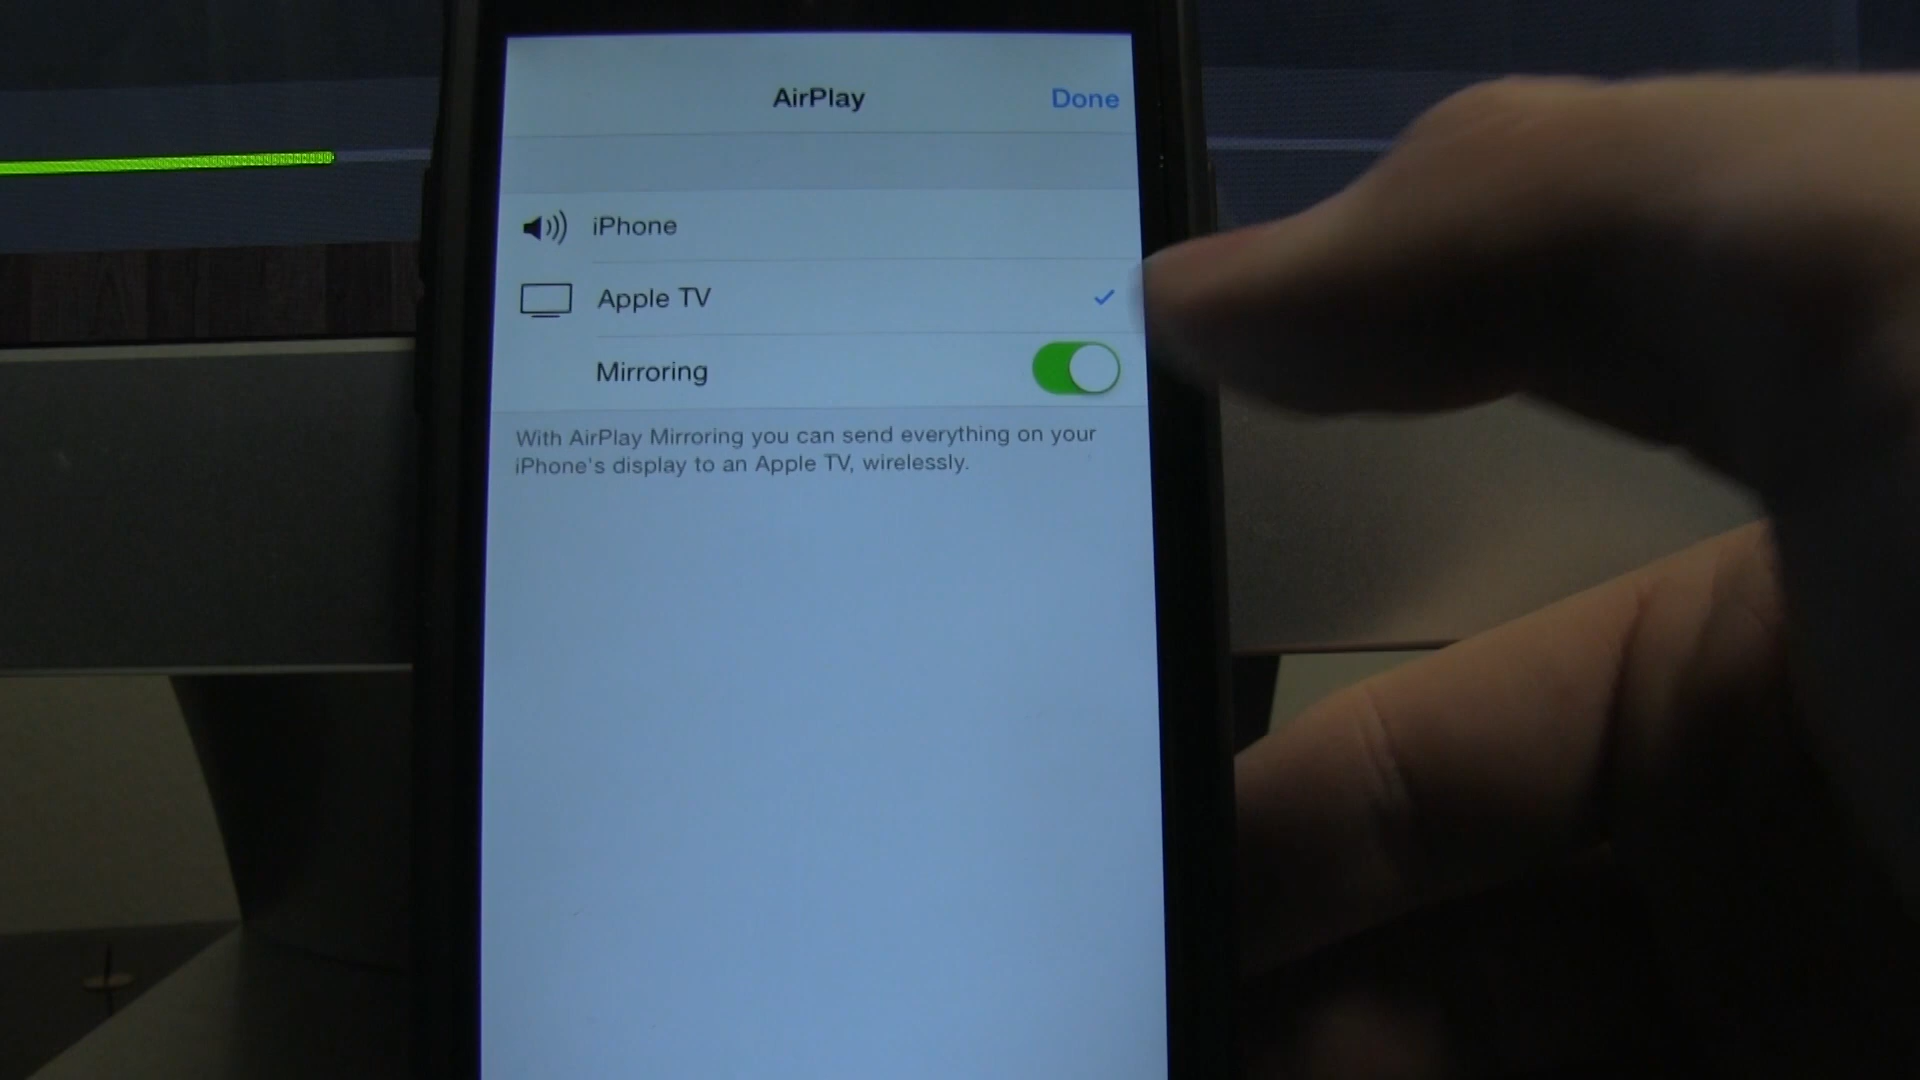 AirPlay
Done
iPhone
Apple TV
Mirroring
With AirPlay Mirroring you can send everything on your
iPhone's display to an Apple TV, wirelessly.